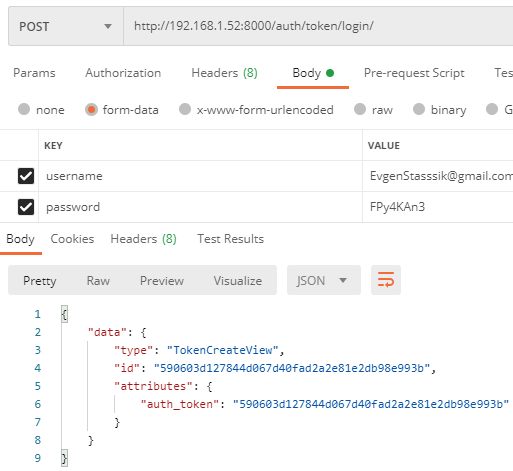 POST http://192.168.1.52:8000/auth/token/login/
Params Authorization Headers (8) Body Pre-request Script Tes
none form-data x-www-form-urlencoded raw binary G
KEY VALUE
username EvgenStasssik@gmail.com
password FPy4KAn3
Body Cookies Headers (8) Test Results
Pretty Raw Preview Visualize JSON
1 {
2 "data": {
3 "type": "TokenCreateView",
4 "id": "590603d127844d067d40fad2a2e81e2db98e993b",
5 "attributes": {
6 "auth_token": "590603d127844d067d40fad2a2e81e2db98e993b"
7 }
8 }
9 }